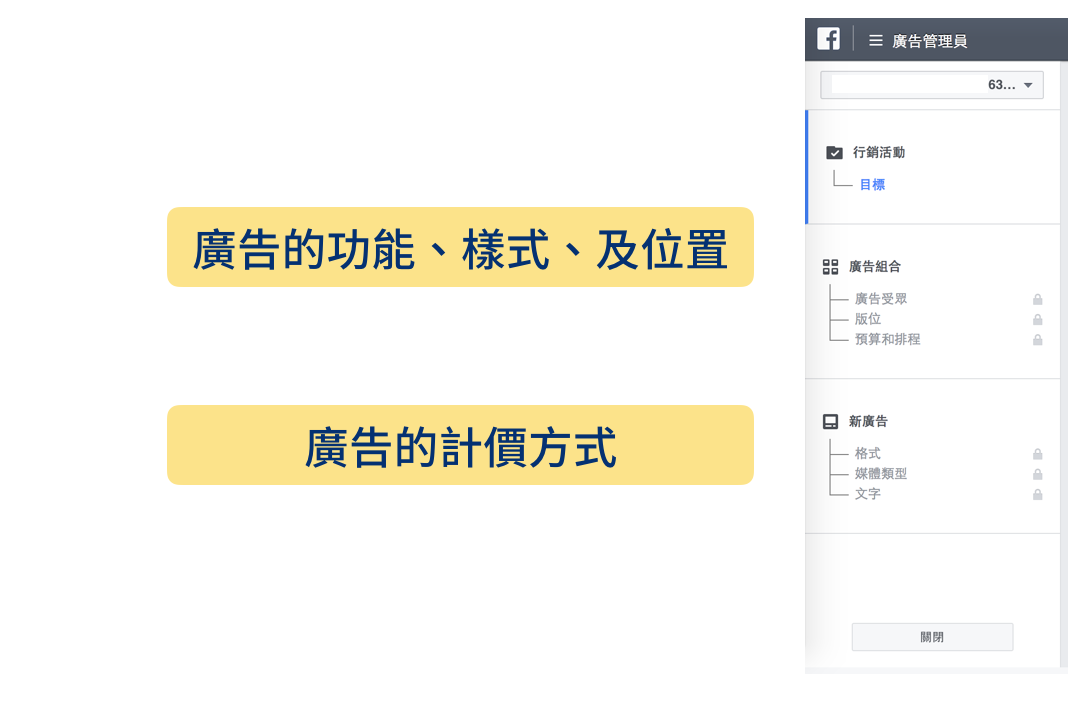 廣告的功能、樣式、及位置
廣告的計價方式
廣告管理員
63...
行銷活動
目標
廣告組合
廣告受眾
版位
預算和排程
新廣告
格式
媒體類型
文字
關閉